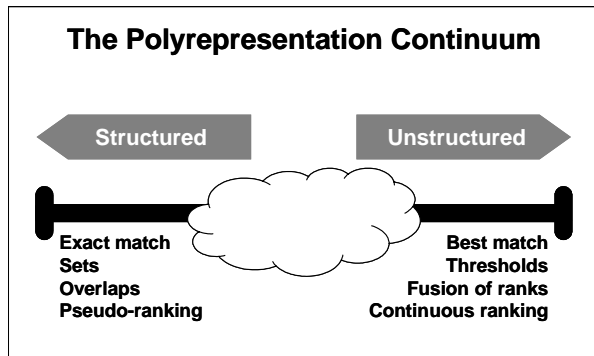 The Polyrepresentation Continuum
Structured
Unstructured
Exact match
Sets
Overlaps
Pseudo-ranking
Best match
Thresholds
Fusion of ranks
Continuous ranking